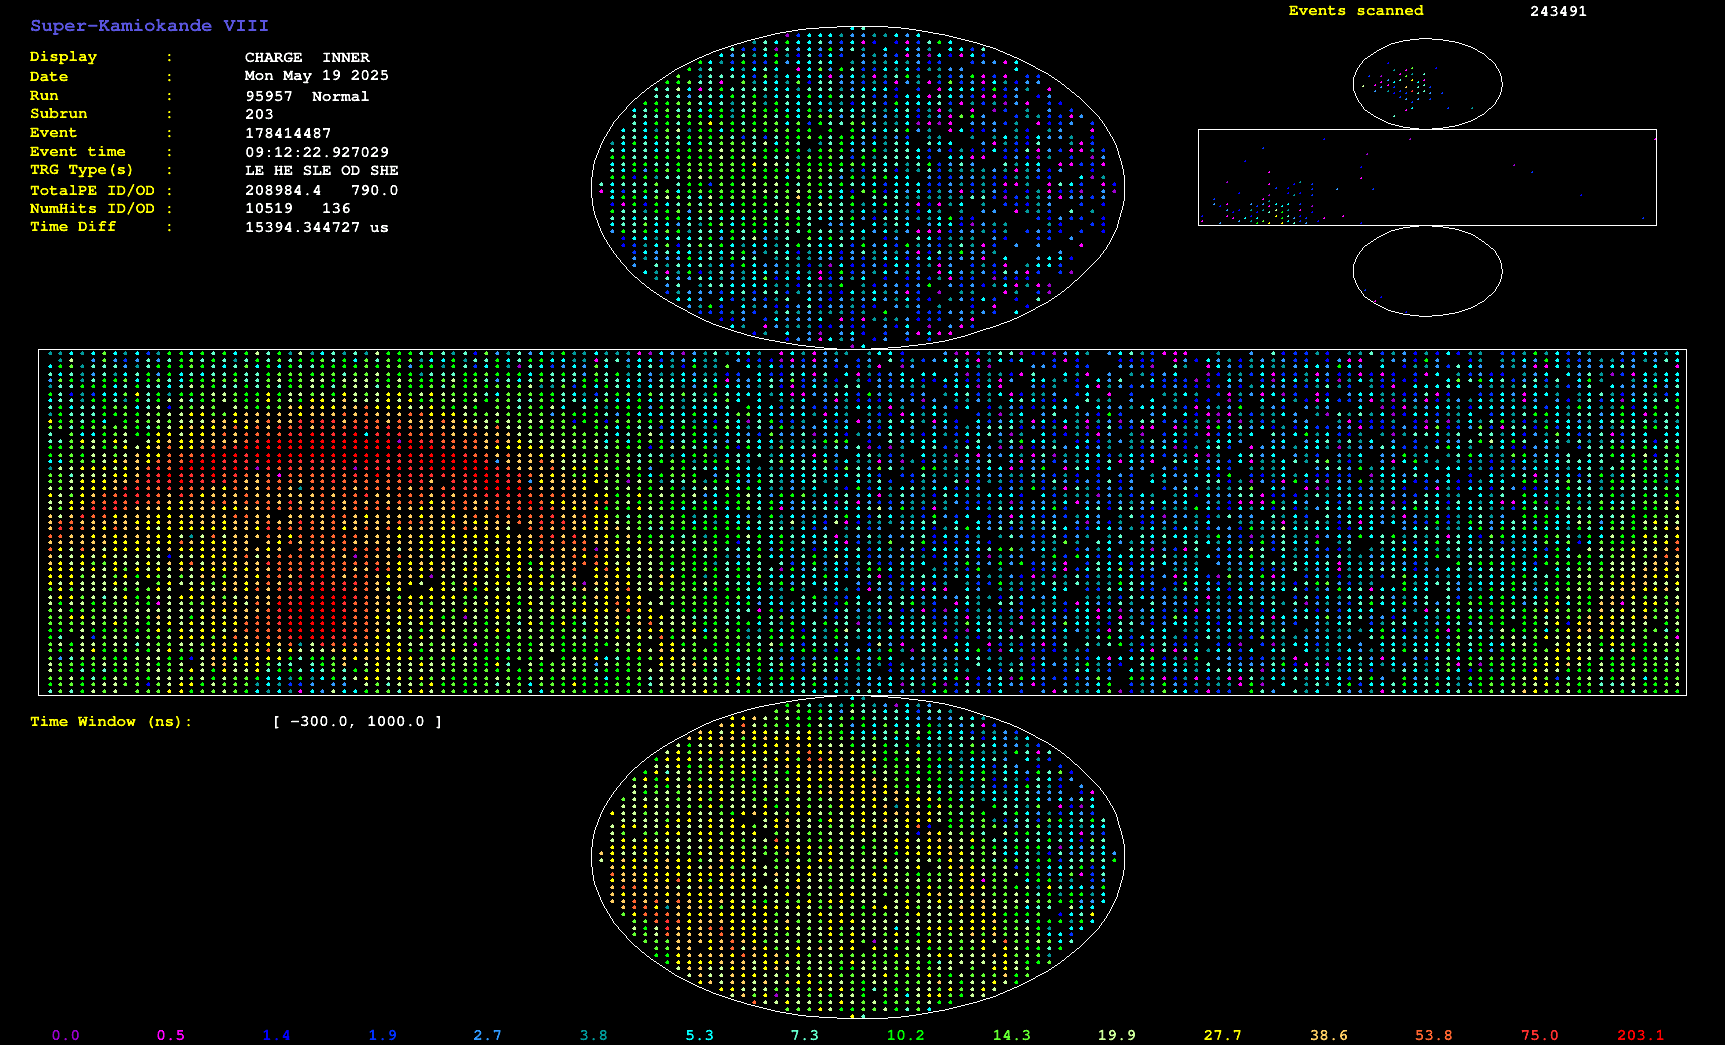 Super-Kamiokande VIII
Events scanned 243491
Display : CHARGE INNER
Date : Mon May 19 2025
Run : 95957 Normal
Subrun : 203
Event : 178414487
Event time : 09:12:22.927029
TRG Type(s) : LE HE SLE OD SHE
TotalPE ID/OD : 208984.4 790.0
NumHits ID/OD : 10519 136
Time Diff : 15394.344727 us
Time Window (ns): [ -300.0, 1000.0 ]
0.0 0.5 1.4 1.9 2.7 3.8 5.3 7.3 10.2 14.3 19.9 27.7 38.6 53.8 75.0 203.1